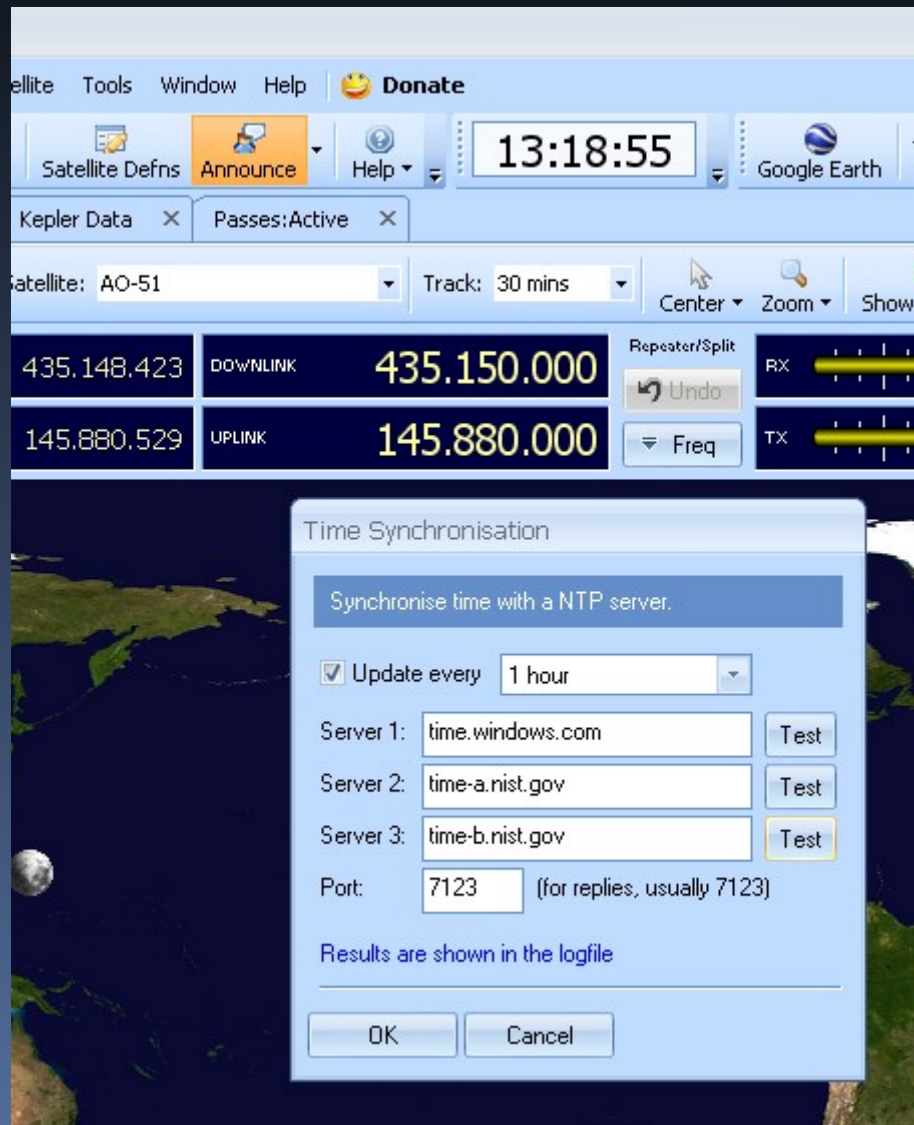 ellite Tools Window Help Donate
Satellite Defns Announce Help 13:18:55 Google Earth
Kepler Data Passes:Active
Satellite: AO-51 Track: 30 mins Center Zoom Show
435.148.423 DOWNLINK 435.150.000 Repeater/Split Undo RX
145.880.529 UPLINK 145.880.000 Freq TX
Time Synchronisation
Synchronise time with a NTP server.
Update every 1 hour
Server 1: time.windows.com Test
Server 2: time-a.nist.gov Test
Server 3: time-b.nist.gov Test
Port: 7123 (for replies, usually 7123)
Results are shown in the logfile
OK Cancel